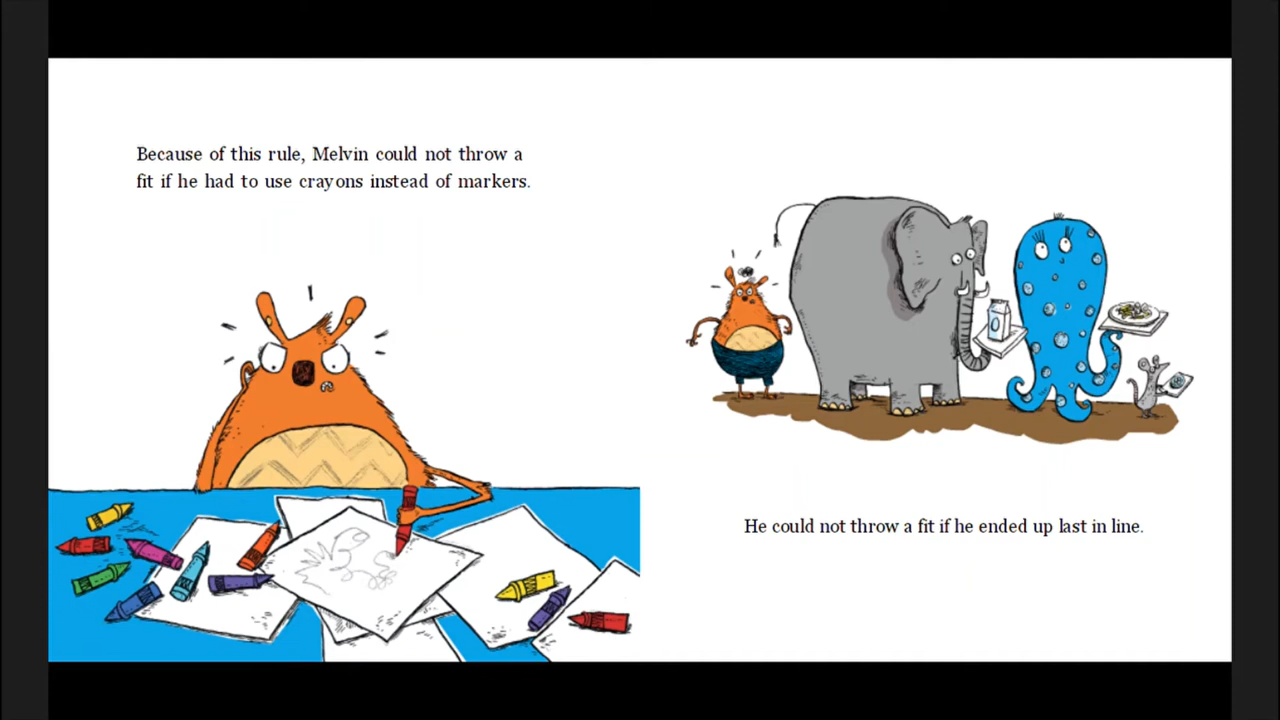 Because of this rule, Melvin could not throw a
fit if he had to use crayons instead of markers.
He could not throw a fit if he ended up last in line.